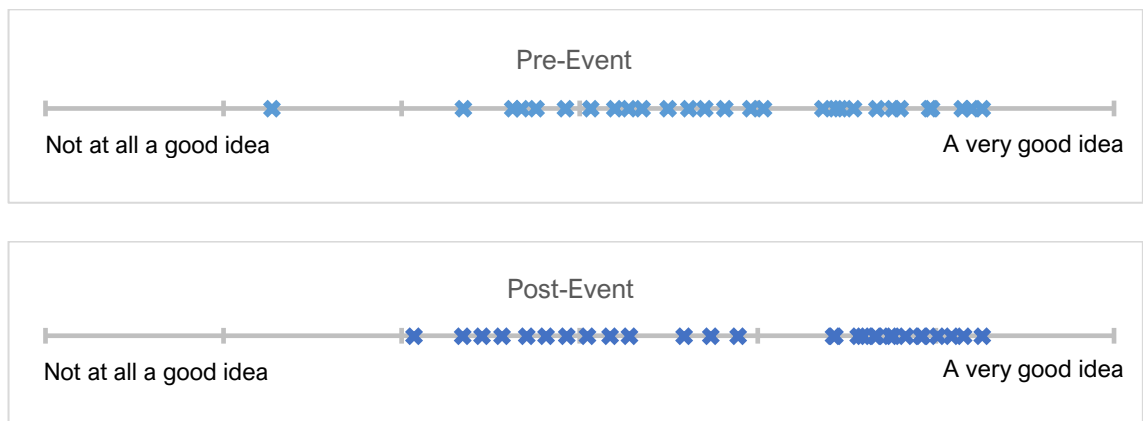 Pre-Event
Not at all a good idea
A very good idea
Post-Event
Not at all a good idea
A very good idea